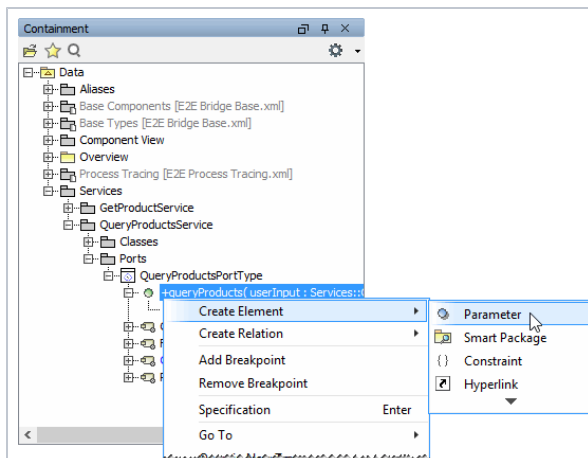 Containment
Data
Aliases
Base Components [E2E Bridge Base.xml]
Base Types [E2E Bridge Base.xml]
Component View
Overview
Process Tracing [E2E Process Tracing.xml]
Services
GetProductService
QueryProductsService
Classes
Ports
QueryProductsPortType
+queryProducts( userInput : Services::
Create Element
Parameter
Create Relation
Smart Package
Constraint
Add Breakpoint
Hyperlink
Remove Breakpoint
Specification Enter
Go To